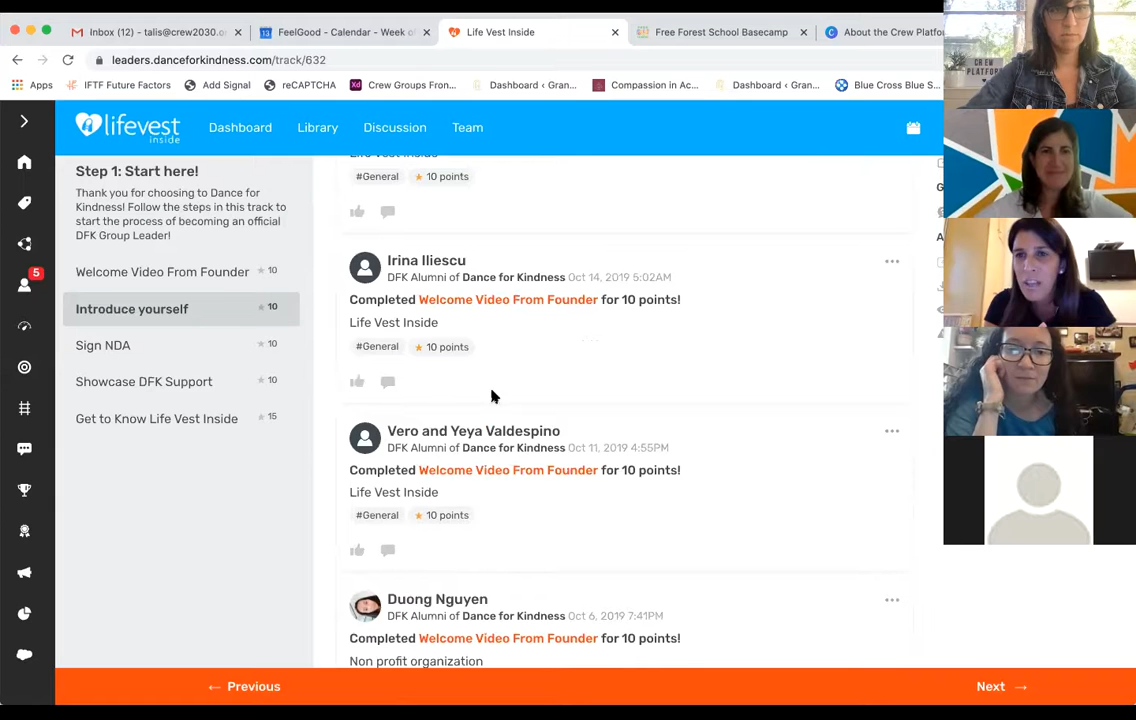 Inbox (12) - talis@crew2030.or
FeelGood - Calendar - Week of
Life Vest Inside
Free Forest School Basecamp
About the Crew Platfo
leaders.danceforkindness.com/track/632
Apps
IFTF Future Factors
Add Signal
reCAPTCHA
Crew Groups From...
Dashboard ‹ Gran...
Compassion in Ac...
Dashboard ‹ Gran...
Blue Cross Blue S...
lifevest
inside
Dashboard
Library
Discussion
Team
CREW
PLATFORM
5
Step 1: Start here!
Thank you for choosing to Dance for
Kindness! Follow the steps in this track to
start the process of becoming an official
DFK Group Leader!
Welcome Video From Founder
10
Introduce yourself
10
Sign NDA
10
Showcase DFK Support
10
Get to Know Life Vest Inside
15
Life Vest Inside
#General
10 points
Irina Iliescu
DFK Alumni of Dance for Kindness Oct 14, 2019 5:02AM
Completed Welcome Video From Founder for 10 points!
Life Vest Inside
#General
10 points
Vero and Yeya Valdespino
DFK Alumni of Dance for Kindness Oct 11, 2019 4:55PM
Completed Welcome Video From Founder for 10 points!
Life Vest Inside
#General
10 points
Duong Nguyen
DFK Alumni of Dance for Kindness Oct 6, 2019 7:41PM
Completed Welcome Video From Founder for 10 points!
Non profit organization
← Previous
Next →